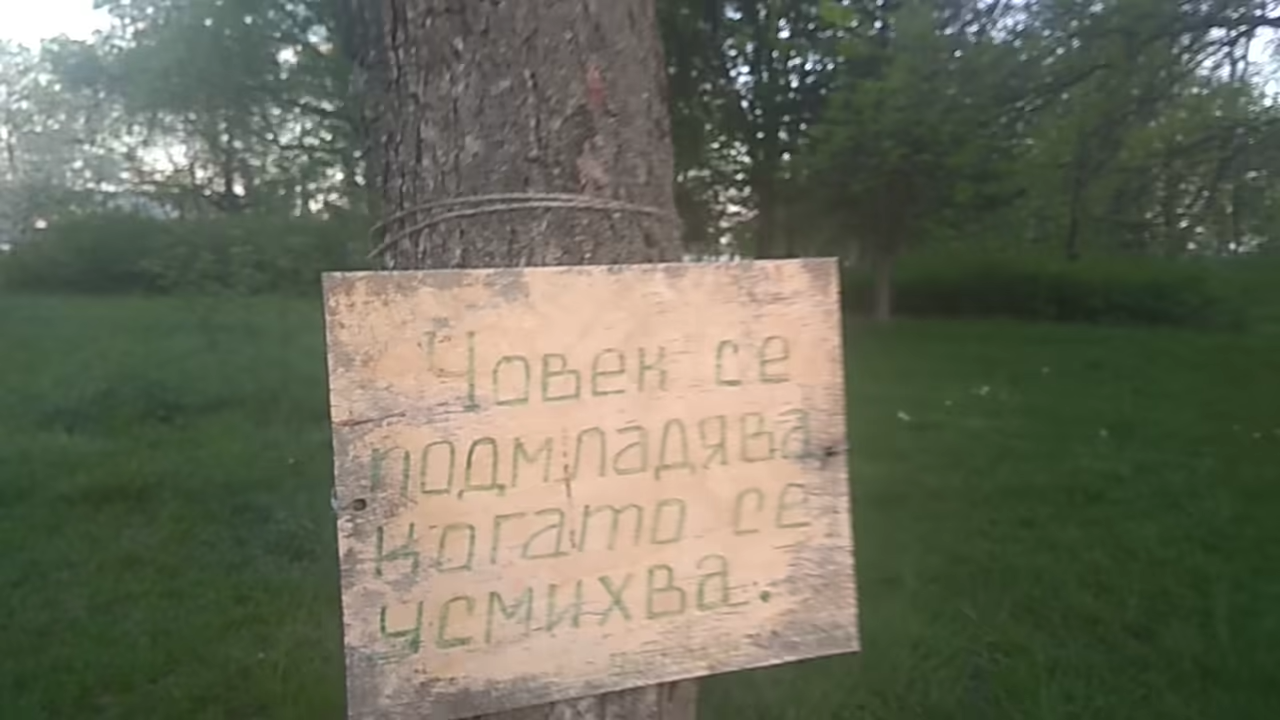 Човек се
подмладява
когато се
усмихва.